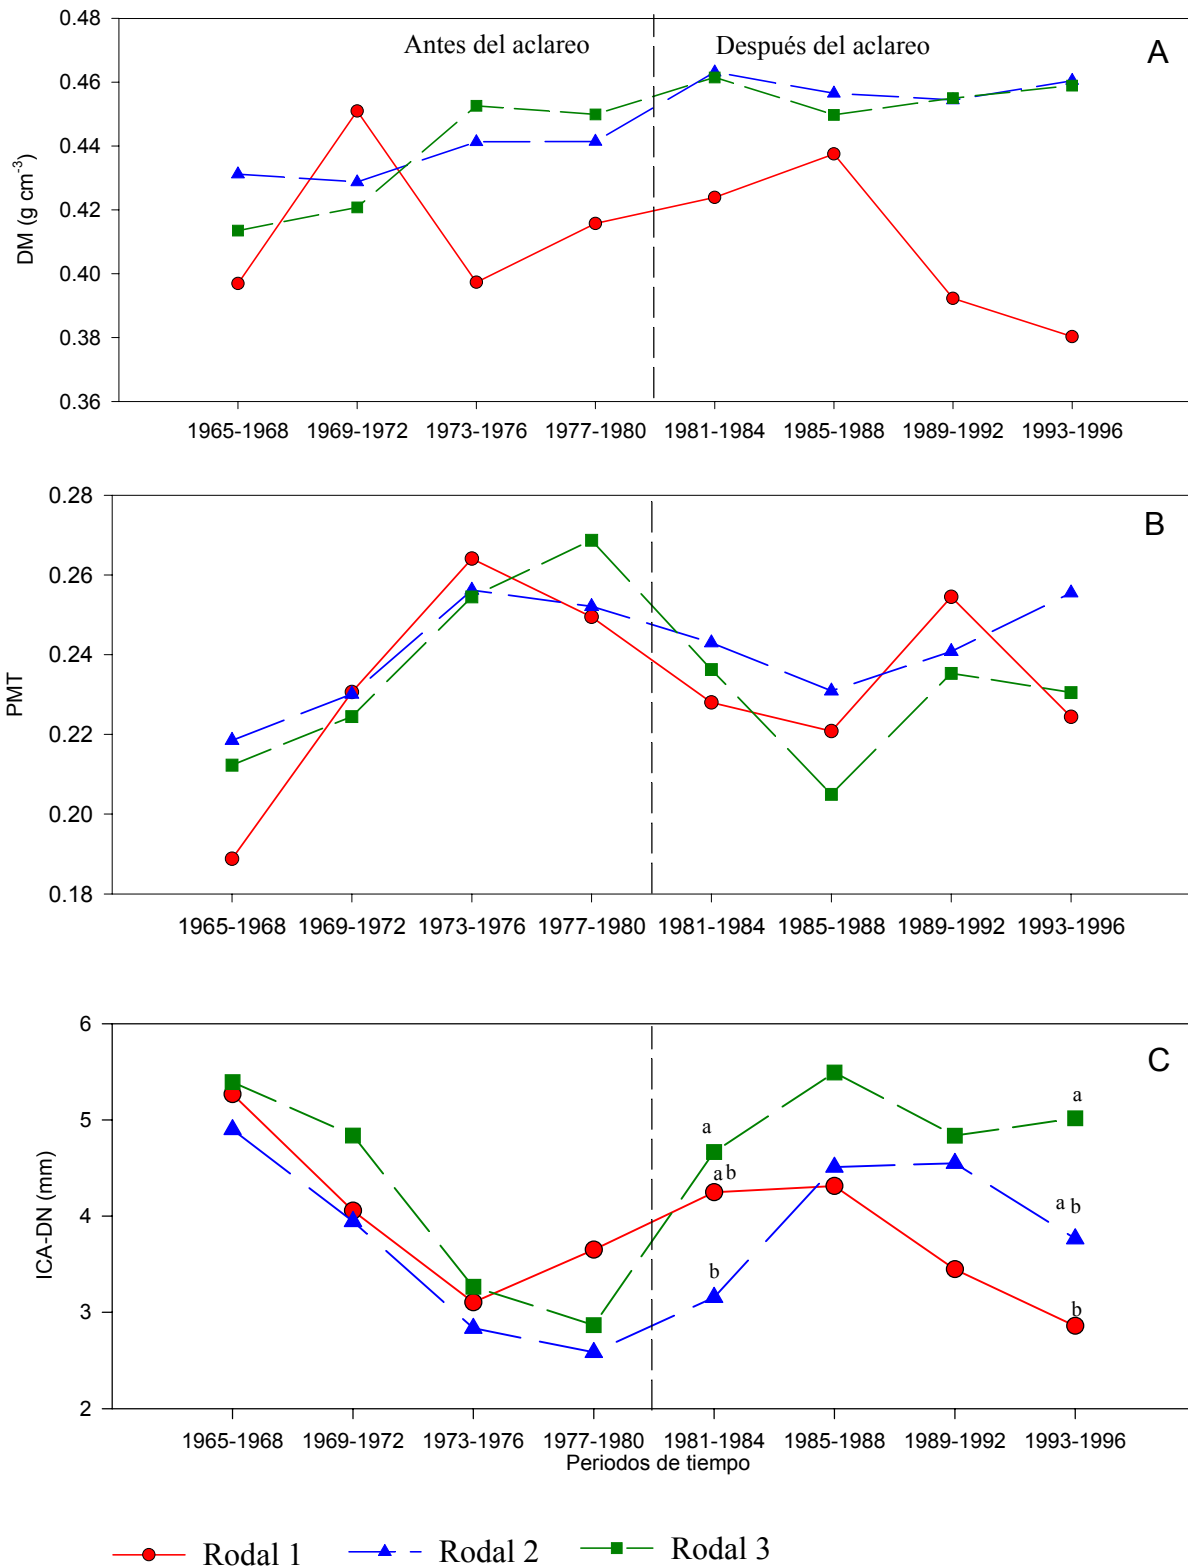 0.48
Antes del aclareo Después del aclareo A
0.46
0.44
0.42
0.40
0.38
0.36
DM (g cm-3)
1965-1968 1969-1972 1973-1976 1977-1980 1981-1984 1985-1988 1989-1992 1993-1996
0.28
B
0.26
0.24
0.22
0.20
0.18
PMT
1965-1968 1969-1972 1973-1976 1977-1980 1981-1984 1985-1988 1989-1992 1993-1996
6
C
5
a
a
a b
4
a b
b
3
b
2
ICA-DN (mm)
1965-1968 1969-1972 1973-1976 1977-1980 1981-1984 1985-1988 1989-1992 1993-1996
Periodos de tiempo
Rodal 1 Rodal 2 Rodal 3